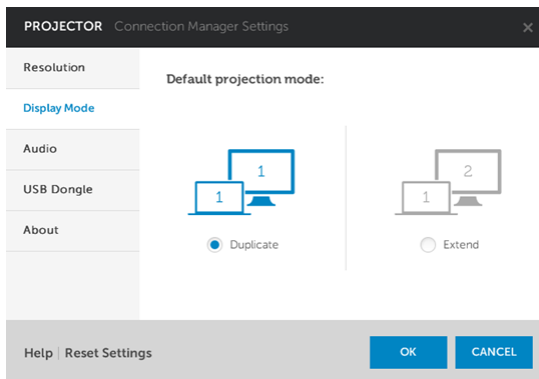 PROJECTOR Connection Manager Settings
Resolution
Display Mode
Audio
USB Dongle
About
Default projection mode:
1
1
Duplicate
2
1
Extend
Help | Reset Settings
OK
CANCEL